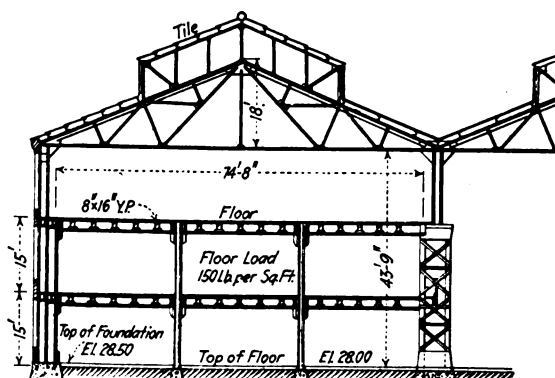 Tile
18'
74'-8"
8"x16" Y.P.
Floor
15'
Floor Load
150 Lb. per Sq. Ft.
43'-9"
15'
Top of Foundation
El. 28.50
Top of Floor
El. 28.00